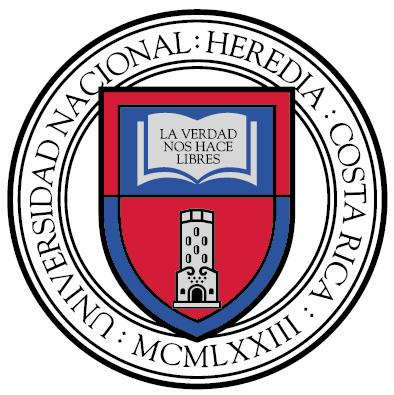 UNIVERSIDAD NACIONAL: HEREDIA: COSTA RICA: MCMLXXIII:
LA VERDAD
NOS HACE
LIBRES